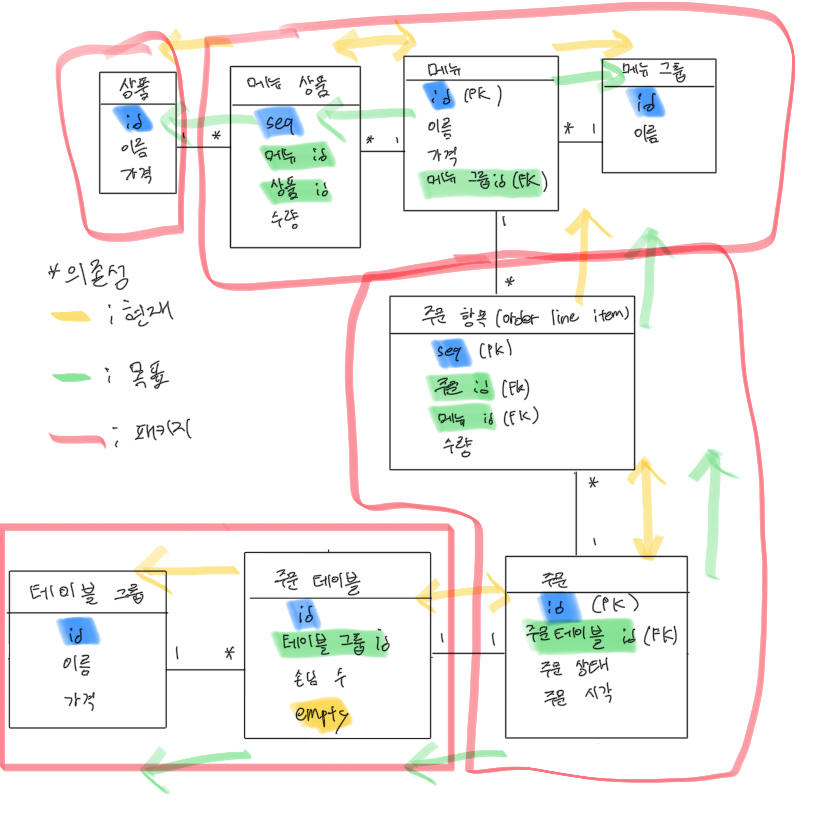 상품
id
이름
가격
메뉴 상품
seq
메뉴 id
상품 id
수량
메뉴
id (PK)
이름
가격
메뉴 그룹id (FK)
메뉴 그룹
id
이름
1
*
*
1
*
1
1
*
* 의존성
: 현재
: 목표
: 패키지
주문 항목 (order line item)
seq (PK)
주문 id (FK)
메뉴 id (FK)
수량
*
1
테이블 그룹
id
이름
가격
주문 테이블
id
테이블 그룹 id
손님 수
empty
주문
id (PK)
주문테이블 id (FK)
주문 상태
주문 시각
1
*
1
1